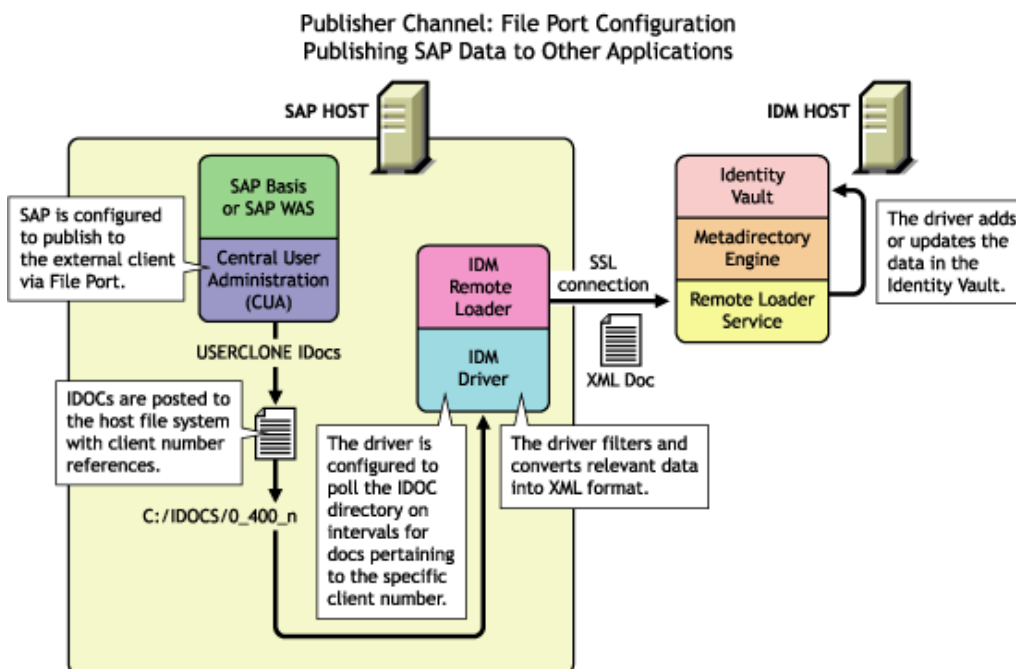 Publisher Channel: File Port Configuration
Publishing SAP Data to Other Applications
SAP HOST
IDM HOST
SAP Basis
or SAP WAS
Central User
Administration
(CUA)
SAP is configured
to publish to
the external client
via File Port.
USERCLONE IDocs
IDOCs are posted to
the host file system
with client number
references.
C:/IDOCS/0_400_n
IDM
Remote
Loader
IDM
Driver
The driver is
configured to
poll the IDOC
directory on
intervals for
docs pertaining
to the specific
client number.
The driver filters and
converts relevant data
into XML format.
SSL
connection
XML Doc
Identity
Vault
Metadirectory
Engine
Remote Loader
Service
The driver adds
or updates the
data in the
Identity Vault.